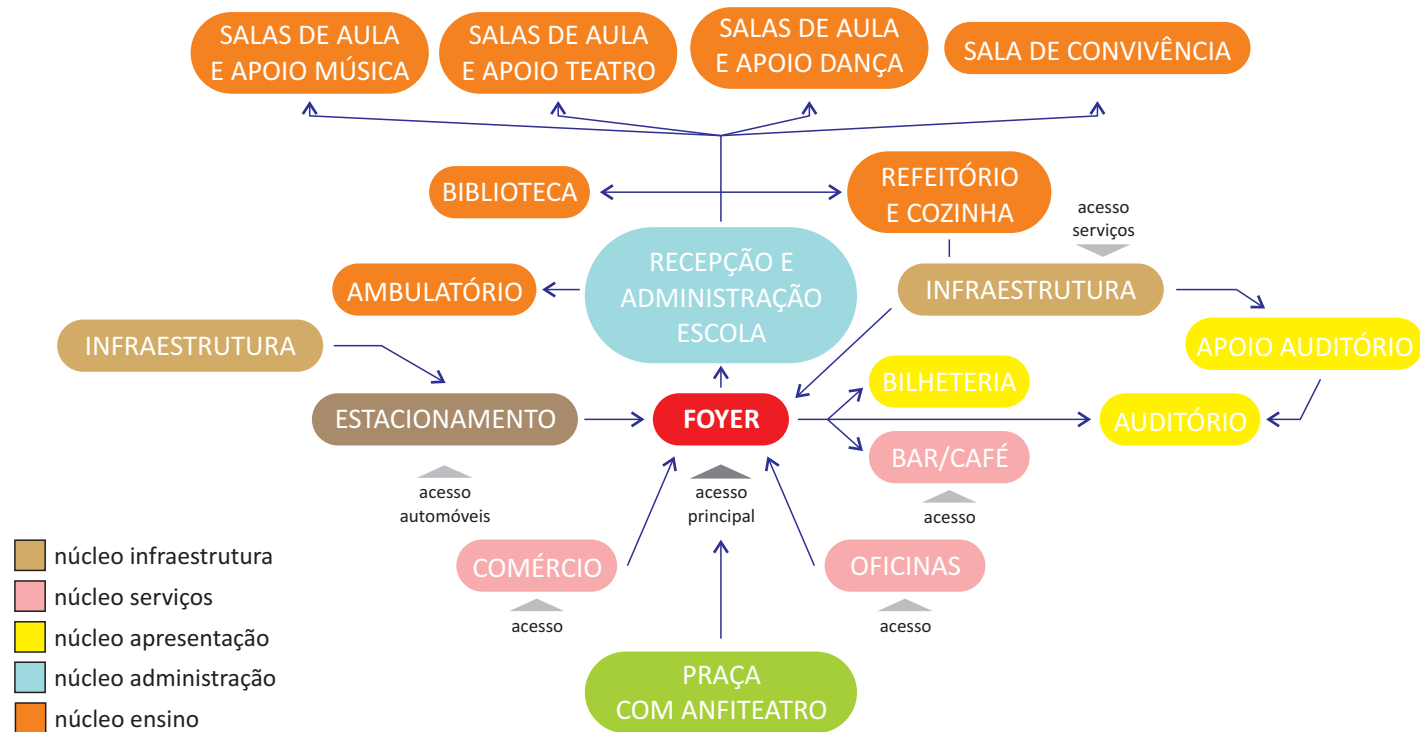 SALAS DE AULA
E APOIO MÚSICA
SALAS DE AULA
E APOIO TEATRO
SALAS DE AULA
E APOIO DANÇA
SALA DE CONVIVÊNCIA
BIBLIOTECA
REFEITÓRIO
E COZINHA
acesso
serviços
RECEPÇÃO E
ADMINISTRAÇÃO
ESCOLA
AMBULATÓRIO
INFRAESTRUTURA
INFRAESTRUTURA
APOIO AUDITÓRIO
BILHETERIA
ESTACIONAMENTO
FOYER
AUDITÓRIO
BAR/CAFÉ
acesso
automóveis
acesso
principal
acesso
COMÉRCIO
OFICINAS
acesso
acesso
PRAÇA
COM ANFITEATRO
núcleo infraestrutura
núcleo serviços
núcleo apresentação
núcleo administração
núcleo ensino